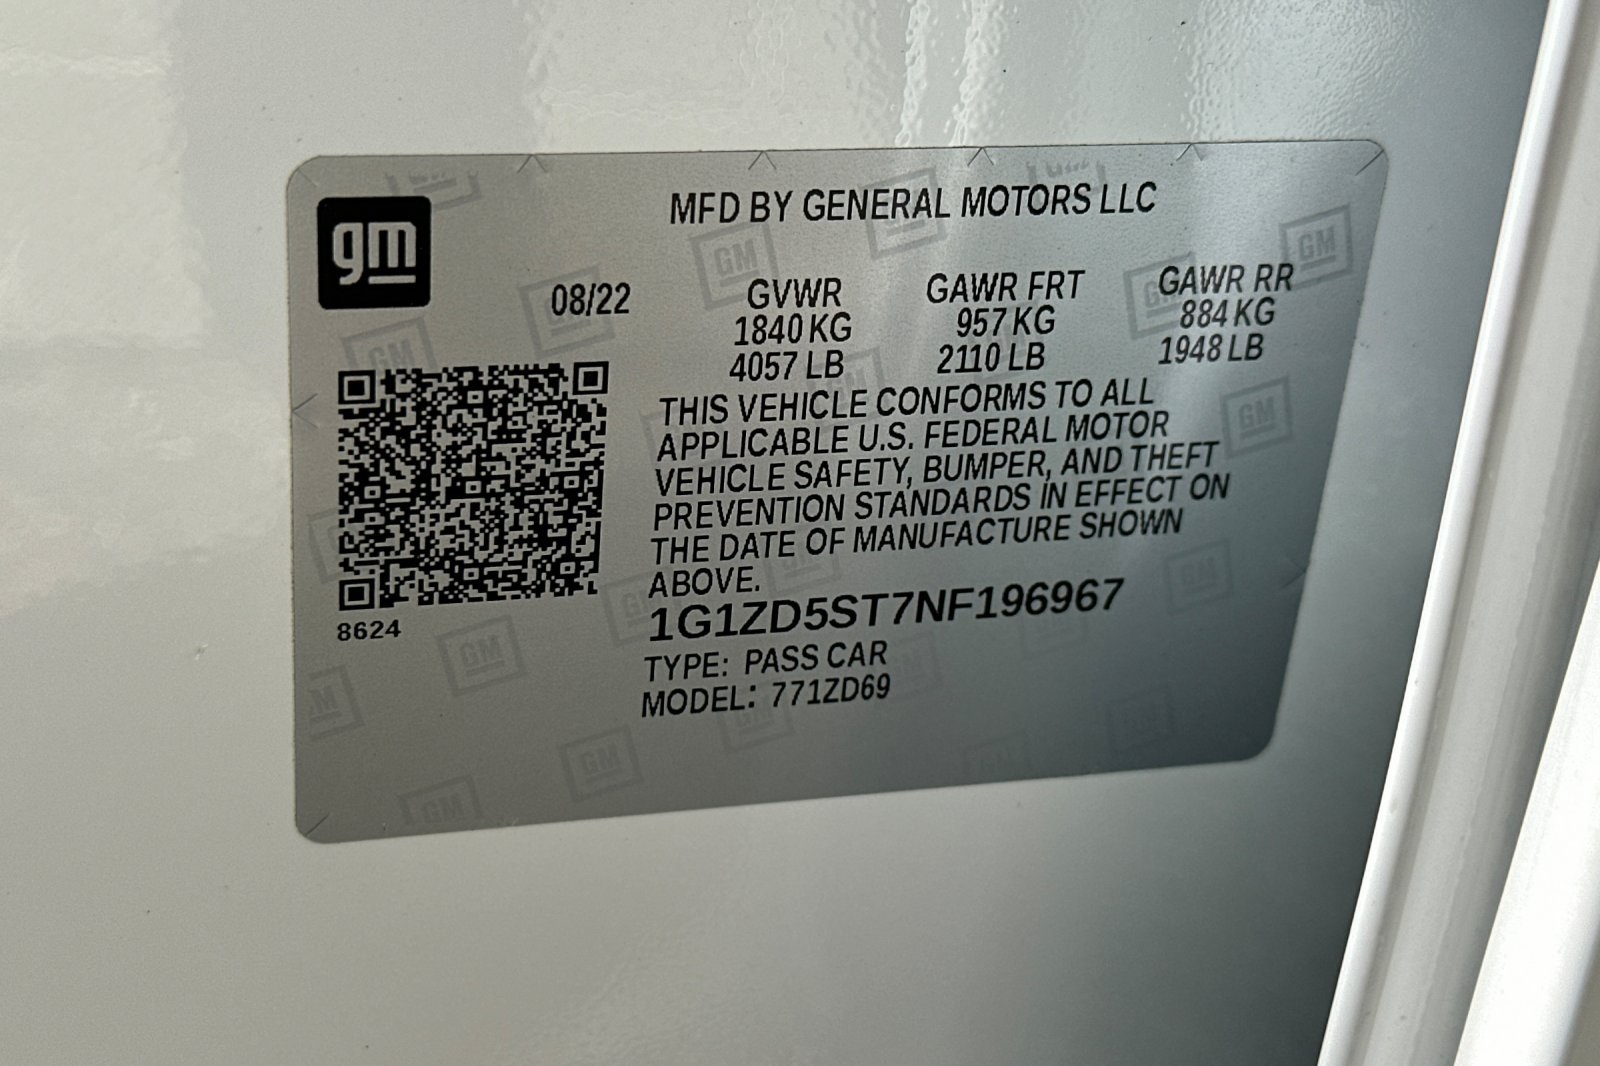 gm
MFD BY GENERAL MOTORS LLC
08/22
GVWR GAWR FRT GAWR RR
1840 KG 957 KG 884 KG
4057 LB 2110 LB 1948 LB
THIS VEHICLE CONFORMS TO ALL
APPLICABLE U.S. FEDERAL MOTOR
VEHICLE SAFETY, BUMPER, AND THEFT
PREVENTION STANDARDS IN EFFECT ON
THE DATE OF MANUFACTURE SHOWN
ABOVE.
1G1ZD5ST7NF196967
TYPE: PASS CAR
MODEL: 771ZD69
8624